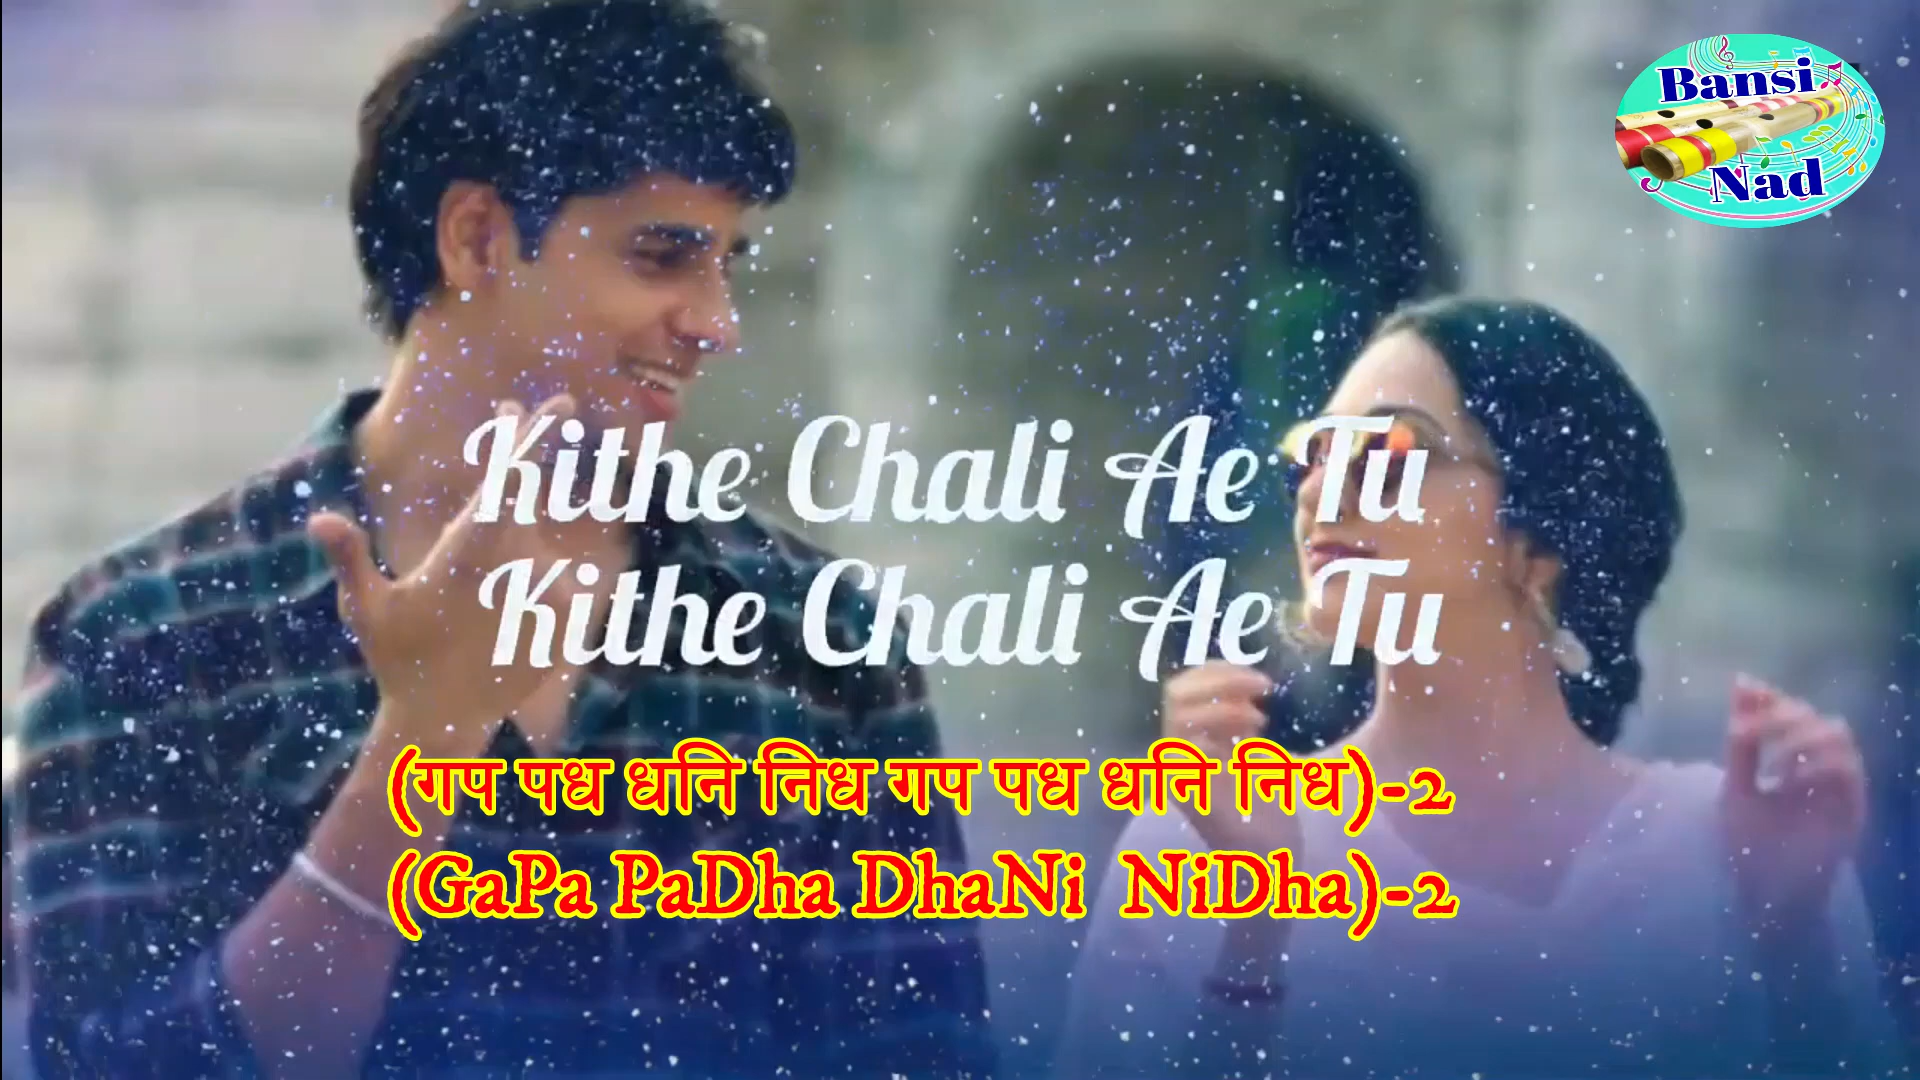 Bansi
Nad
Kithe Chali Ae Tu
Kithe Chali Ae Tu
(गप पध धनि निध गप पध धनि निध)-2
(GaPa PaDha DhaNi NiDha)-2